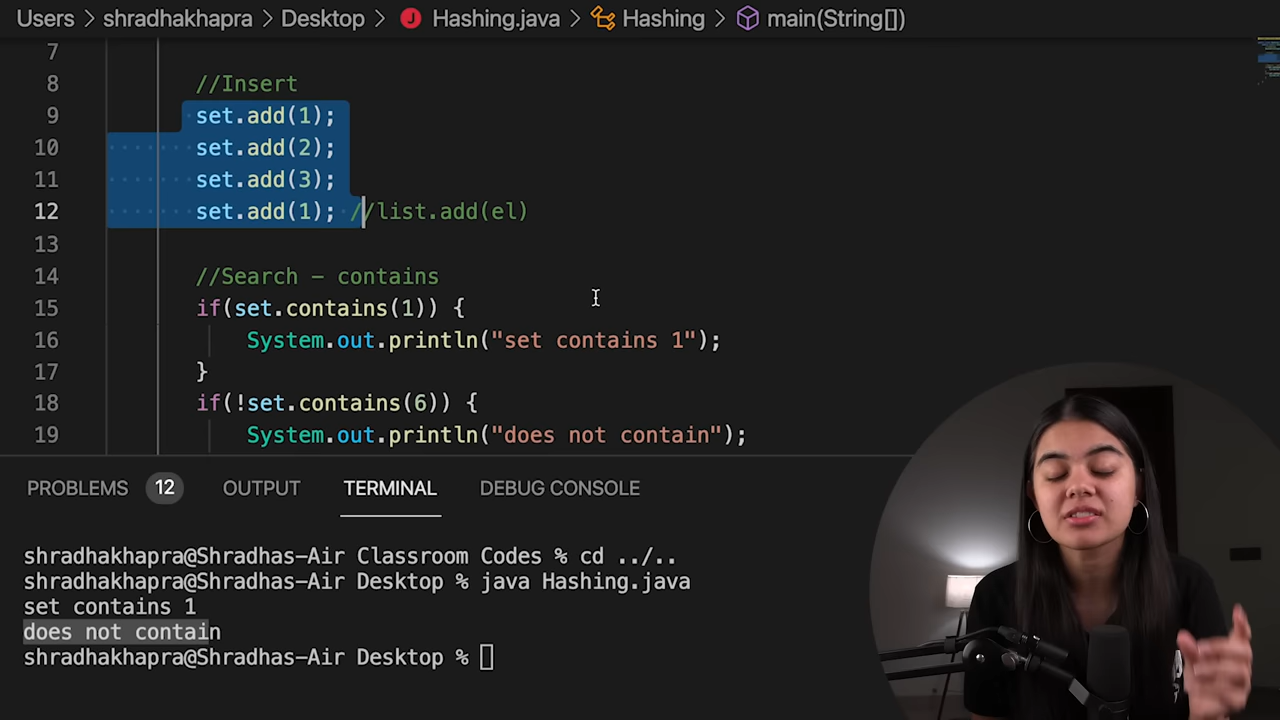 Users > shradhakhapra > Desktop > J Hashing.java > Hashing > main(String[])
7
8 //Insert
9 set.add(1);
10 set.add(2);
11 set.add(3);
12 set.add(1); //list.add(el)
13
14 //Search - contains
15 if(set.contains(1)) {
16 System.out.println("set contains 1");
17 }
18 if(!set.contains(6)) {
19 System.out.println("does not contain");
PROBLEMS 12 OUTPUT TERMINAL DEBUG CONSOLE
shradhakhapra@Shradhas-Air Classroom Codes % cd ../..
shradhakhapra@Shradhas-Air Desktop % java Hashing.java
set contains 1
does not contain
shradhakhapra@Shradhas-Air Desktop %